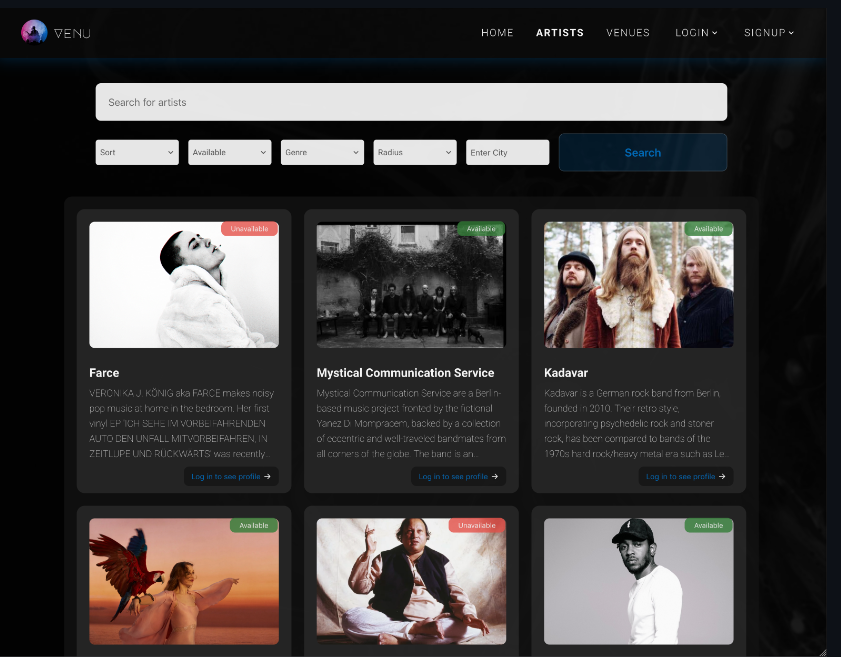 VENU
HOME ARTISTS VENUES LOGIN SIGNUP
Search for artists
Sort Available Genre Radius Enter City Search
Unavailable
Farce
VERONIKA J. KÖNIG aka FARCE makes noisy
pop music at home in the bedroom. Her first
vinyl EP 'ICH SEHE IM VORBEIFAHRENDEN
AUTO DEN UNFALL MITVORBEIFAHREN, IN
ZEITLUPE UND RÜCKWÄRTS' was recently...
Log in to see profile →
Available
Mystical Communication Service
Mystical Communication Service are a Berlin-
based music project fronted by the fictional
Yanez D. Mompracem, backed by a collection
of eccentric and well-traveled bandmates from
all corners of the globe. The band is an...
Log in to see profile →
Available
Kadavar
Kadavar is a German rock band from Berlin,
founded in 2010. Their retro style,
incorporating psychedelic rock and stoner
rock, has been compared to bands of the
1970s hard rock/heavy metal era such as Le...
Log in to see profile →
Available
Unavailable
Available